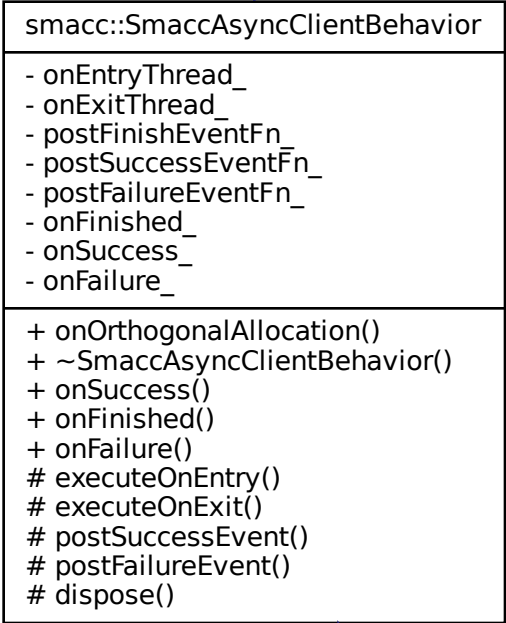 smacc::SmaccAsyncClientBehavior
- onEntryThread_
- onExitThread_
- postFinishEventFn_
- postSuccessEventFn_
- postFailureEventFn_
- onFinished_
- onSuccess_
- onFailure_
+ onOrthogonalAllocation()
+ ~SmaccAsyncClientBehavior()
+ onSuccess()
+ onFinished()
+ onFailure()
# executeOnEntry()
# executeOnExit()
# postSuccessEvent()
# postFailureEvent()
# dispose()